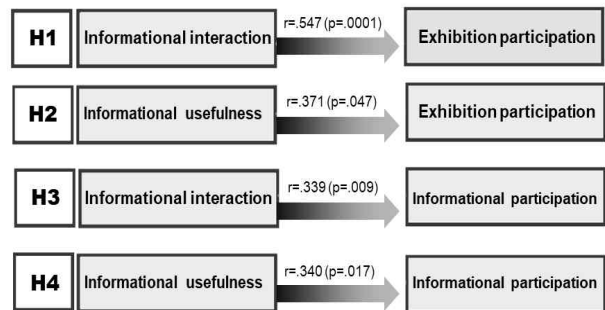 H1 Informational interaction r=.547 (p=.0001) Exhibition participation
H2 Informational usefulness r=.371 (p=.047) Exhibition participation
H3 Informational interaction r=.339 (p=.009) Informational participation
H4 Informational usefulness r=.340 (p=.017) Informational participation